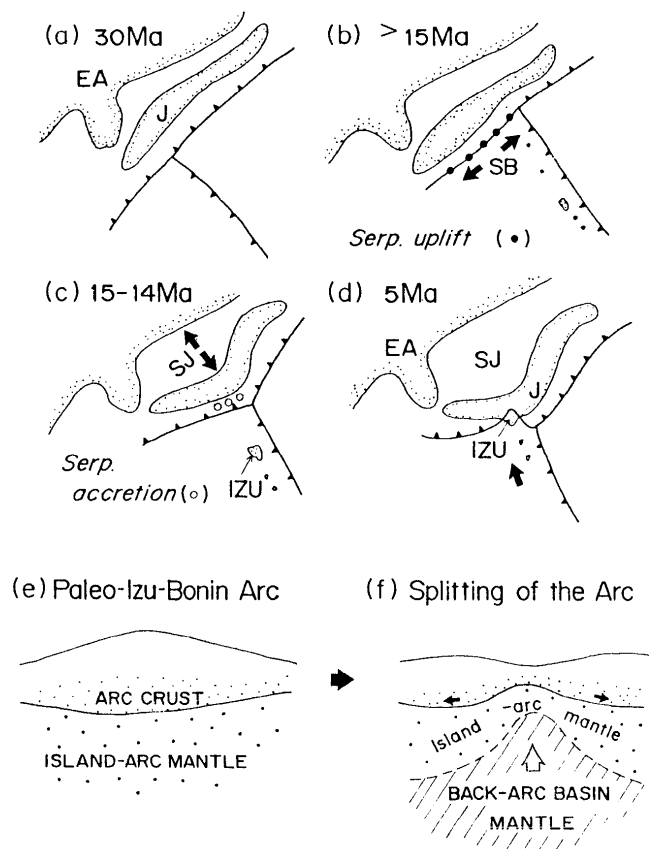 (a) 30Ma
EA
J
(b) > 15Ma
SB
Serp. uplift (•)
(c) 15-14Ma
SJ
Serp.
accretion (○)
IZU
(d) 5Ma
EA
SJ
J
IZU
(e) Paleo-Izu-Bonin Arc
ARC CRUST
ISLAND-ARC MANTLE
(f) Splitting of the Arc
Island -arc mantle
BACK-ARC BASIN
MANTLE